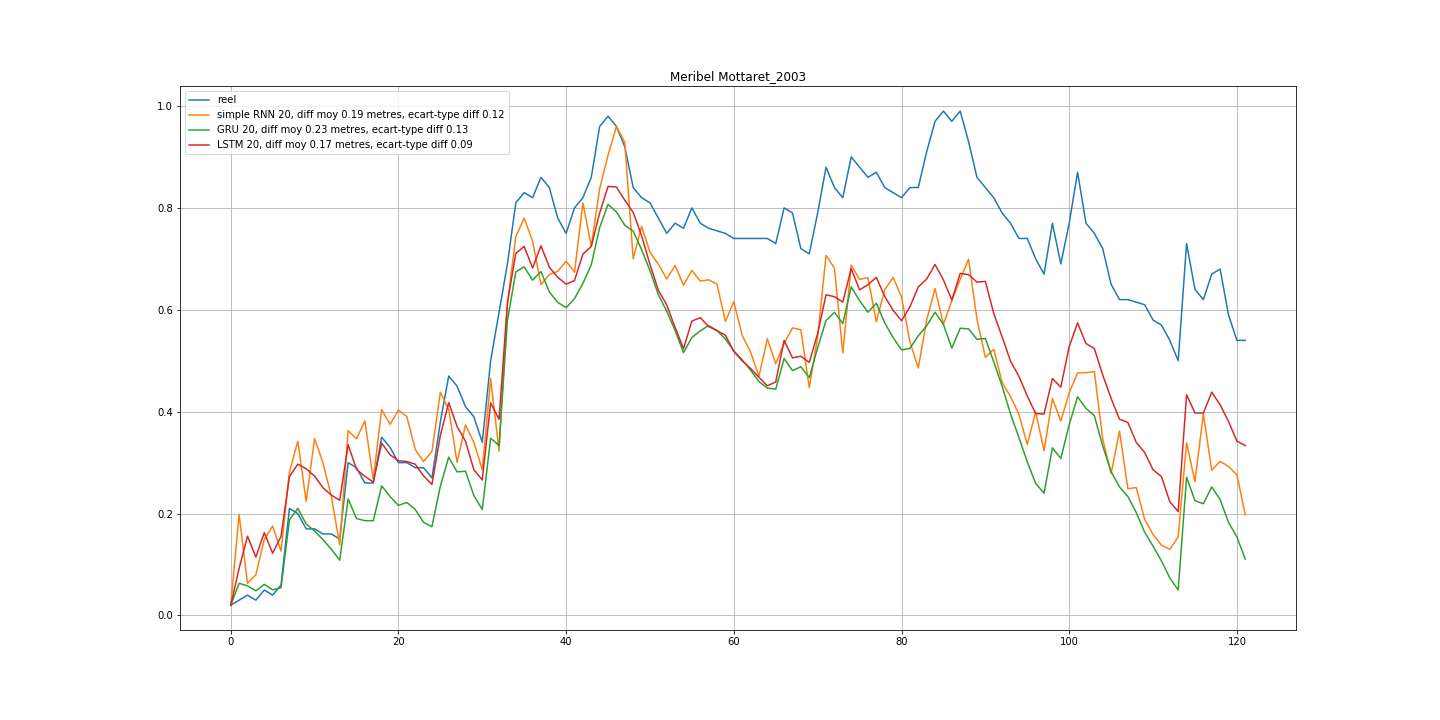 Meribel Mottaret_2003
reel
simple RNN 20, diff moy 0.19 metres, ecart-type diff 0.12
GRU 20, diff moy 0.23 metres, ecart-type diff 0.13
LSTM 20, diff moy 0.17 metres, ecart-type diff 0.09
1.0
0.8
0.6
0.4
0.2
0.0
0 20 40 60 80 100 120